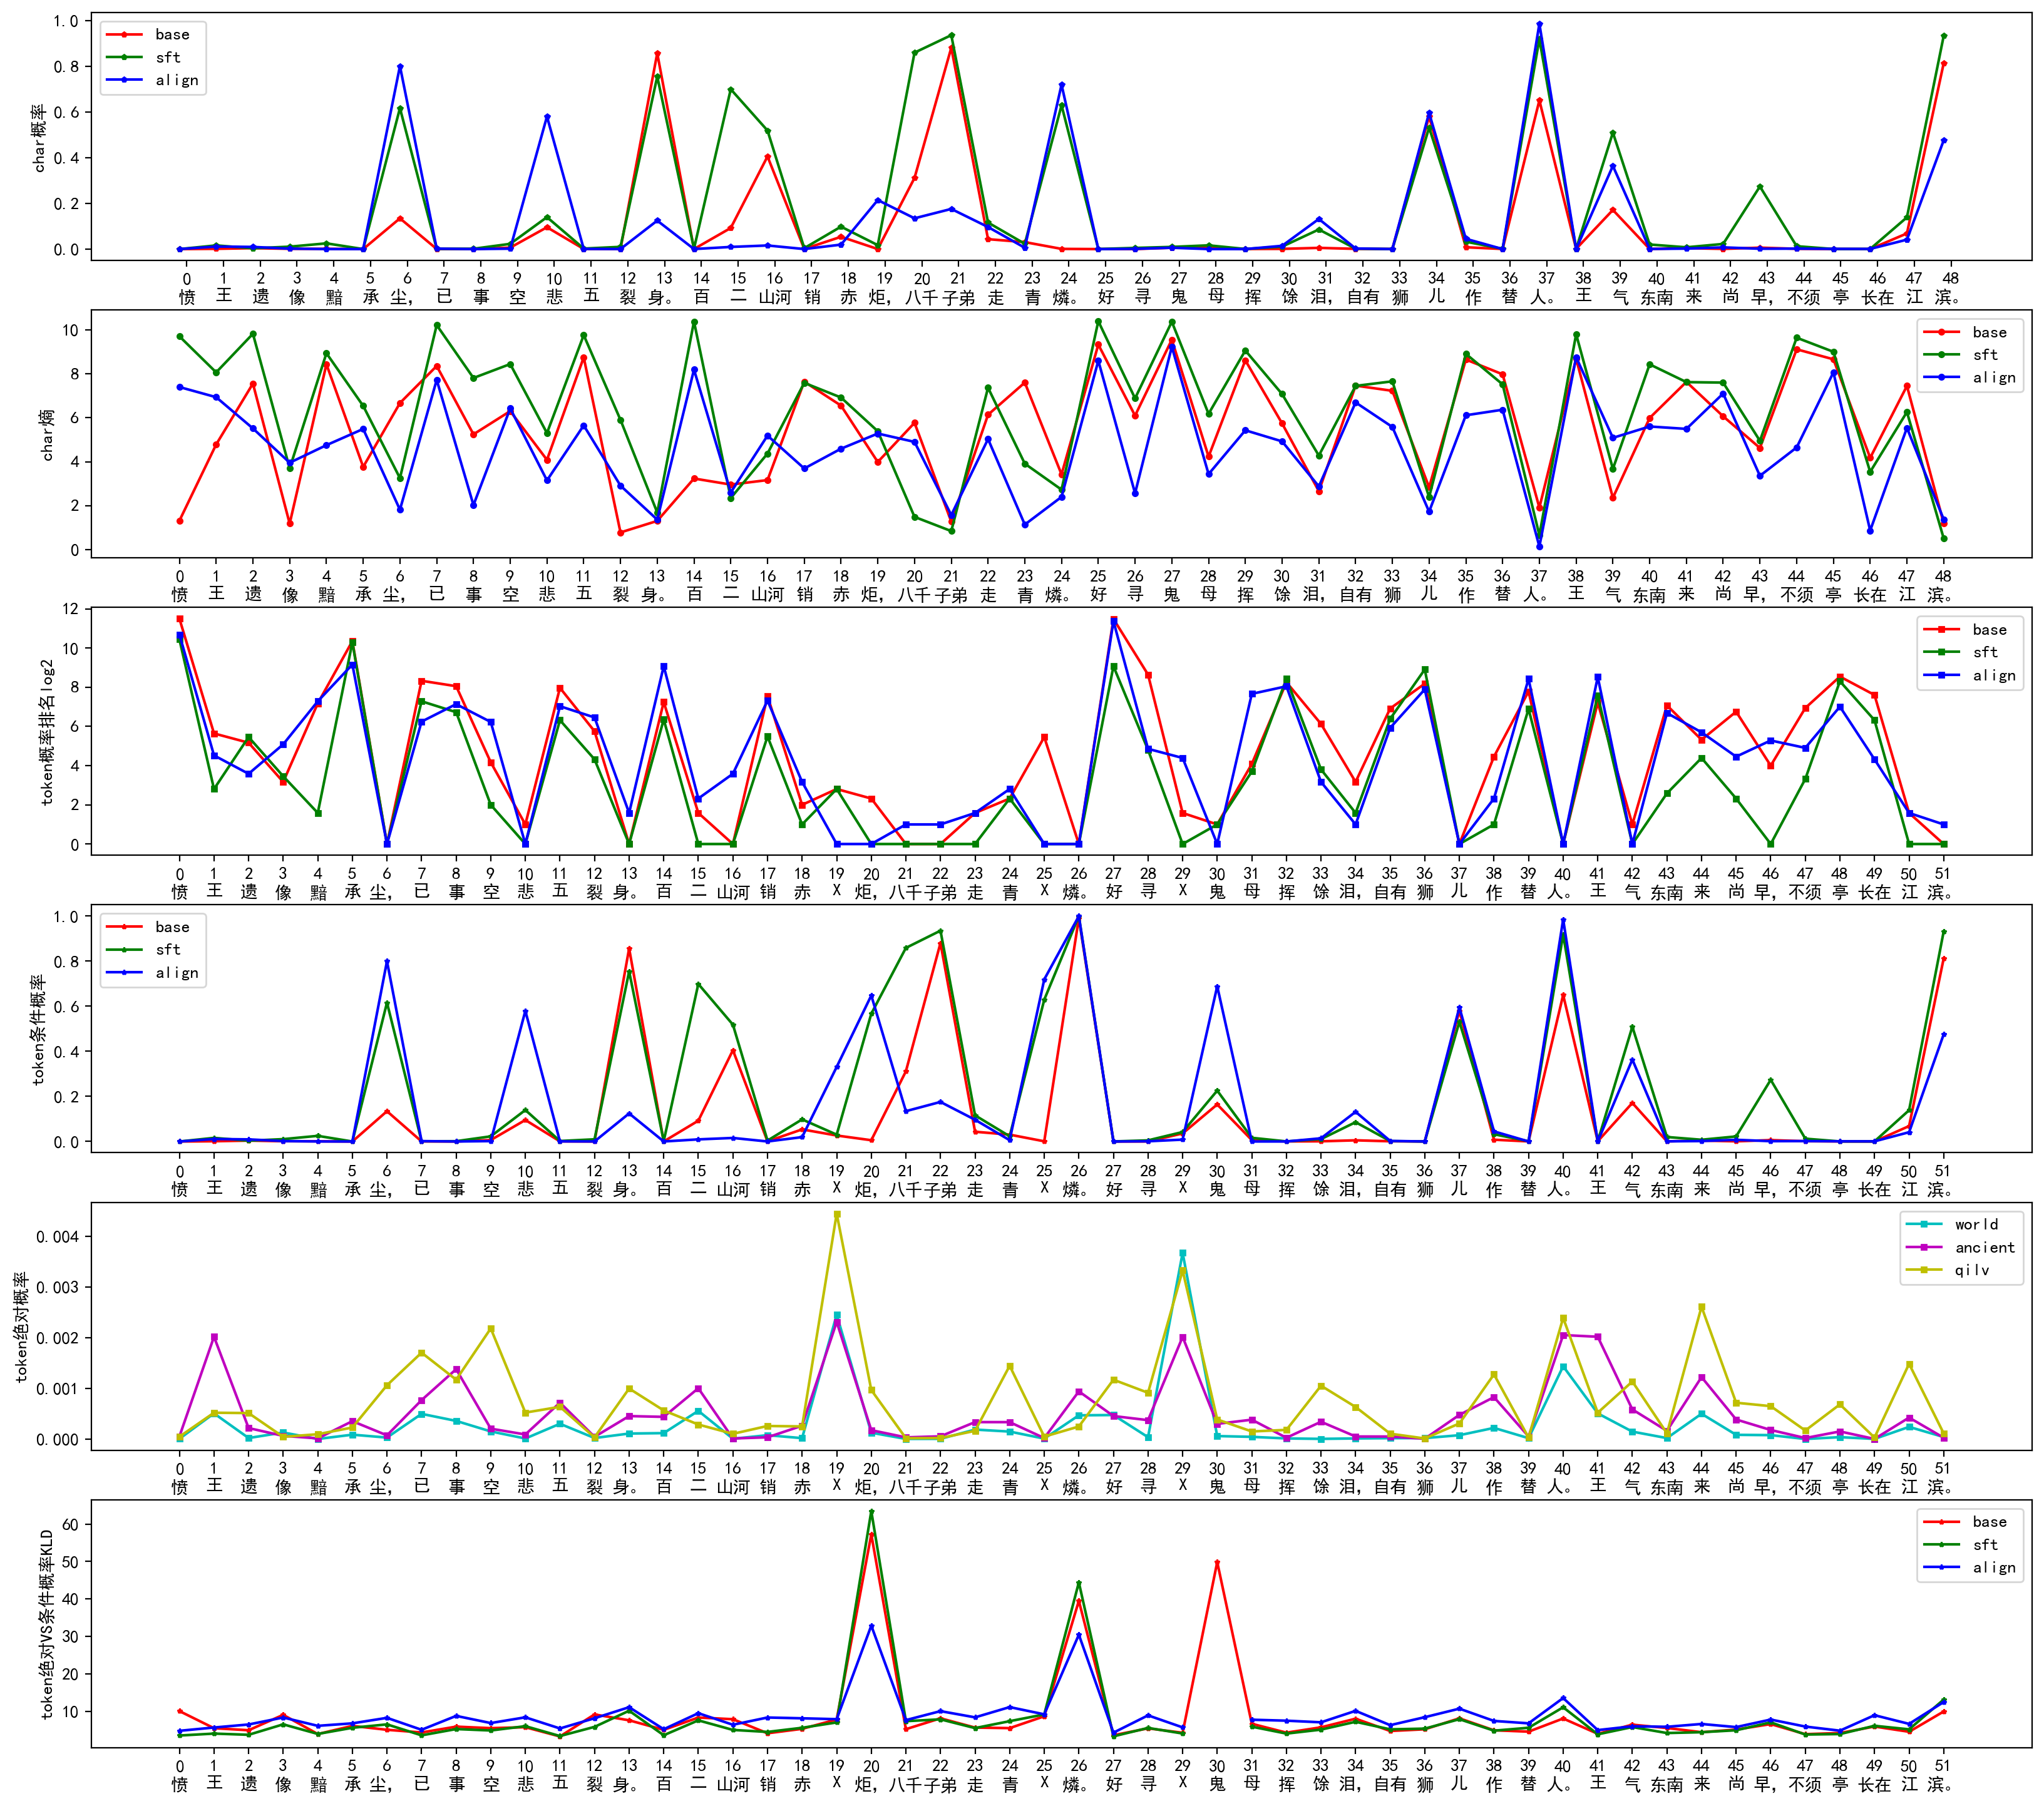 char概率
1.0
0.8
0.6
0.4
0.2
0.0
base
sft
align
0 1 2 3 4 5 6 7 8 9 10 11 12 13 14 15 16 17 18 19 20 21 22 23 24 25 26 27 28 29 30 31 32 33 34 35 36 37 38 39 40 41 42 43 44 45 46 47 48
愤 王 遗 像 黯 承 尘， 已 事 空 悲 五 裂 身。 百 二 山河 销 赤 炬， 八千 子弟 走 青 燐。 好 寻 鬼 母 挥 馀 泪， 自有 狮 儿 作 替 人。 王 气 东南 来 尚 早， 不须 亭 长在 江 滨。
char熵
10
8
6
4
2
0
base
sft
align
0 1 2 3 4 5 6 7 8 9 10 11 12 13 14 15 16 17 18 19 20 21 22 23 24 25 26 27 28 29 30 31 32 33 34 35 36 37 38 39 40 41 42 43 44 45 46 47 48
愤 王 遗 像 黯 承 尘， 已 事 空 悲 五 裂 身。 百 二 山河 销 赤 炬， 八千 子弟 走 青 燐。 好 寻 鬼 母 挥 馀 泪， 自有 狮 儿 作 替 人。 王 气 东南 来 尚 早， 不须 亭 长在 江 滨。
token概率排名log2
12
10
8
6
4
2
0
base
sft
align
0 1 2 3 4 5 6 7 8 9 10 11 12 13 14 15 16 17 18 19 20 21 22 23 24 25 26 27 28 29 30 31 32 33 34 35 36 37 38 39 40 41 42 43 44 45 46 47 48 49 50 51
愤 王 遗 像 黯 承 尘， 已 事 空 悲 五 裂 身。 百 二 山河 销 赤 X 炬， 八千 子弟 走 青 X 燐。 好 寻 X 鬼 母 挥 馀 泪， 自有 狮 儿 作 替 人。 王 气 东南 来 尚 早， 不须 亭 长在 江 滨。
token条件概率
1.0
0.8
0.6
0.4
0.2
0.0
base
sft
align
0 1 2 3 4 5 6 7 8 9 10 11 12 13 14 15 16 17 18 19 20 21 22 23 24 25 26 27 28 29 30 31 32 33 34 35 36 37 38 39 40 41 42 43 44 45 46 47 48 49 50 51
愤 王 遗 像 黯 承 尘， 已 事 空 悲 五 裂 身。 百 二 山河 销 赤 X 炬， 八千 子弟 走 青 X 燐。 好 寻 X 鬼 母 挥 馀 泪， 自有 狮 儿 作 替 人。 王 气 东南 来 尚 早， 不须 亭 长在 江 滨。
token绝对概率
0.004
0.003
0.002
0.001
0.000
world
ancient
qilv
0 1 2 3 4 5 6 7 8 9 10 11 12 13 14 15 16 17 18 19 20 21 22 23 24 25 26 27 28 29 30 31 32 33 34 35 36 37 38 39 40 41 42 43 44 45 46 47 48 49 50 51
愤 王 遗 像 黯 承 尘， 已 事 空 悲 五 裂 身。 百 二 山河 销 赤 X 炬， 八千 子弟 走 青 X 燐。 好 寻 X 鬼 母 挥 馀 泪， 自有 狮 儿 作 替 人。 王 气 东南 来 尚 早， 不须 亭 长在 江 滨。
token绝对VS条件概率KLD
60
50
40
30
20
10
base
sft
align
0 1 2 3 4 5 6 7 8 9 10 11 12 13 14 15 16 17 18 19 20 21 22 23 24 25 26 27 28 29 30 31 32 33 34 35 36 37 38 39 40 41 42 43 44 45 46 47 48 49 50 51
愤 王 遗 像 黯 承 尘， 已 事 空 悲 五 裂 身。 百 二 山河 销 赤 X 炬， 八千 子弟 走 青 X 燐。 好 寻 X 鬼 母 挥 馀 泪， 自有 狮 儿 作 替 人。 王 气 东南 来 尚 早， 不须 亭 长在 江 滨。